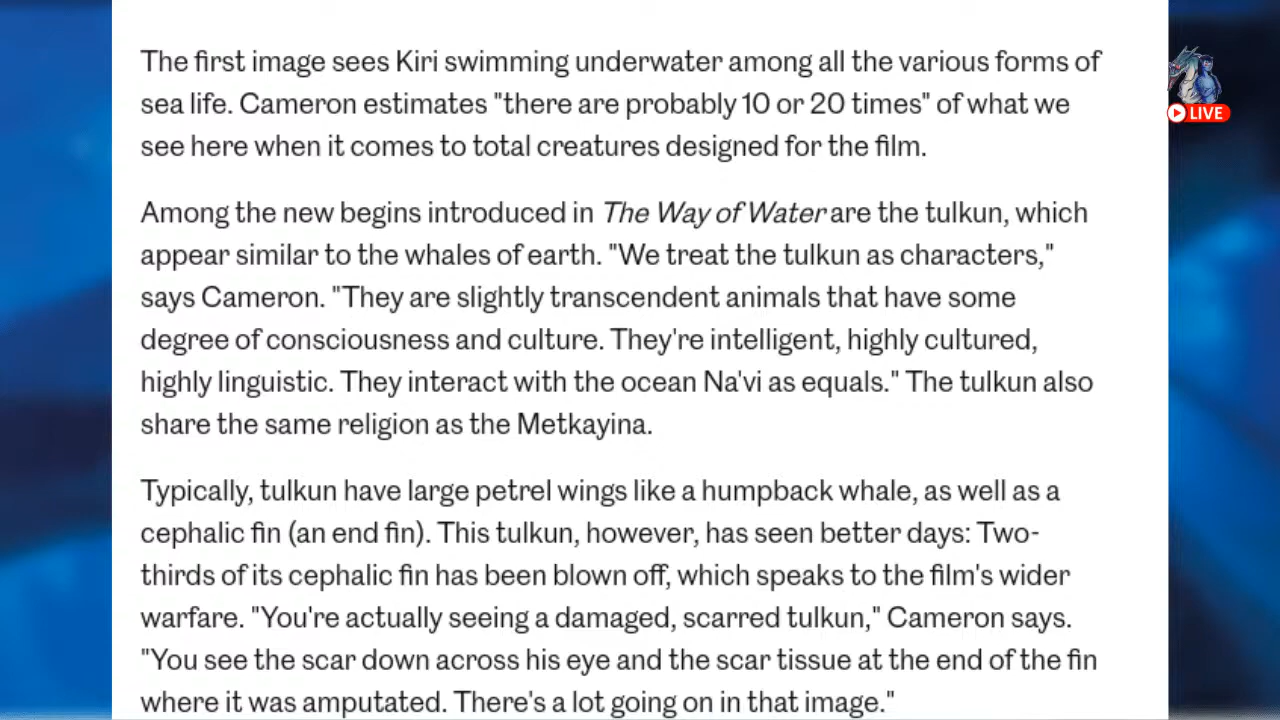 The first image sees Kiri swimming underwater among all the various forms of
sea life. Cameron estimates "there are probably 10 or 20 times" of what we
see here when it comes to total creatures designed for the film.
Among the new begins introduced in The Way of Water are the tulkun, which
appear similar to the whales of earth. "We treat the tulkun as characters,"
says Cameron. "They are slightly transcendent animals that have some
degree of consciousness and culture. They're intelligent, highly cultured,
highly linguistic. They interact with the ocean Na'vi as equals." The tulkun also
share the same religion as the Metkayina.
Typically, tulkun have large petrel wings like a humpback whale, as well as a
cephalic fin (an end fin). This tulkun, however, has seen better days: Two-
thirds of its cephalic fin has been blown off, which speaks to the film's wider
warfare. "You're actually seeing a damaged, scarred tulkun," Cameron says.
"You see the scar down across his eye and the scar tissue at the end of the fin
where it was amputated. There's a lot going on in that image."
LIVE